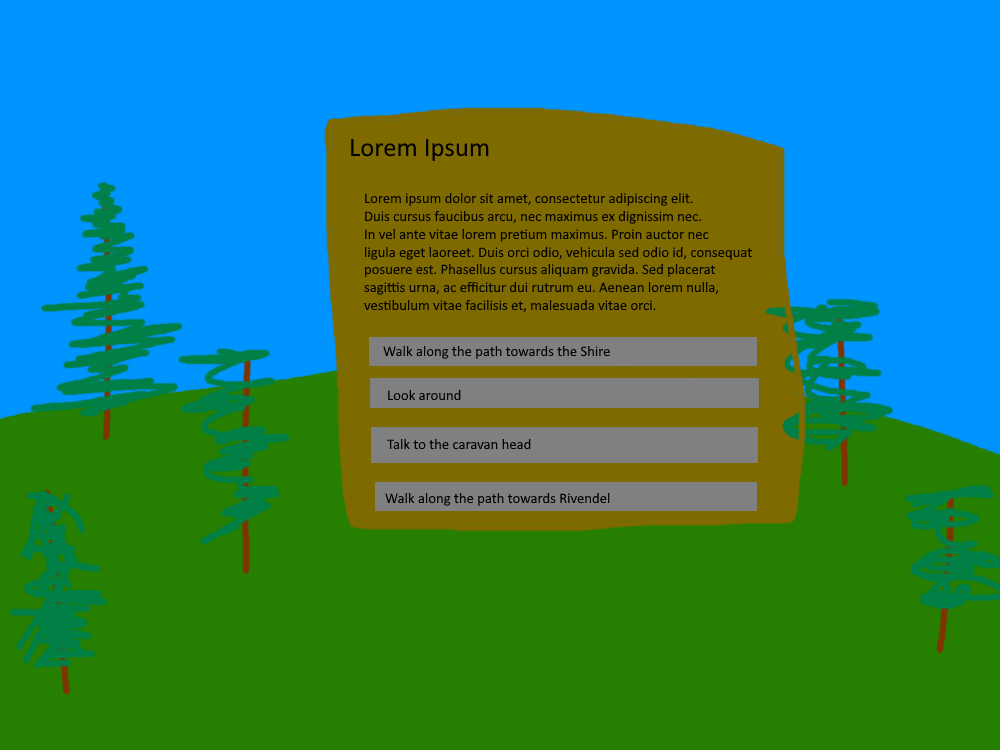 Lorem Ipsum
Lorem ipsum dolor sit amet, consectetur adipiscing elit.
Duis cursus faucibus arcu, nec maximus ex dignissim nec.
In vel ante vitae lorem pretium maximus. Proin auctor nec
ligula eget laoreet. Duis orci odio, vehicula sed odio id, consequat
posuere est. Phasellus cursus aliquam gravida. Sed placerat
sagittis urna, ac efficitur dui rutrum eu. Aenean lorem nulla,
vestibulum vitae facilisis et, malesuada vitae orci.
Walk along the path towards the Shire
Look around
Talk to the caravan head
Walk along the path towards Rivendel